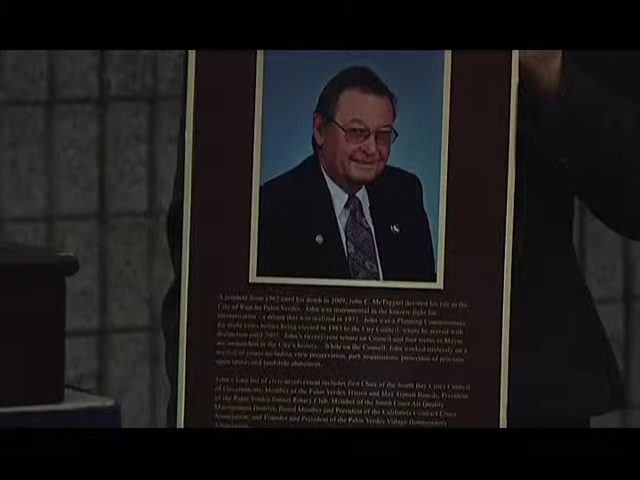 A resident from 1962 until his death in 2009, John C. McTaggart devoted his life to the
City of Rancho Palos Verdes. John was instrumental in the historic fight for
incorporation - a dream that was realized in 1973. John was a Planning Commissioner
for eight years before being elected in 1983 to the City Council, where he served with
distinction until 2003. John's twenty-year tenure on Council and four terms as Mayor
are unmatched in the City's history. While on the Council, John worked tirelessly on a
myriad of issues including view preservation, park acquisitions, protection of precious
open space and landslide abatement.
John's long list of civic involvement includes first Chair of the South Bay Cities Council
of Governments, Member of the Palos Verdes Transit and Max Transit Boards, President
of the Palos Verdes Sunset Rotary Club, Member of the South Coast Air Quality
Management District, Board Member and President of the California Contract Cities
Association, and Founder and President of the Palos Verdes Village Homeowners
Association.